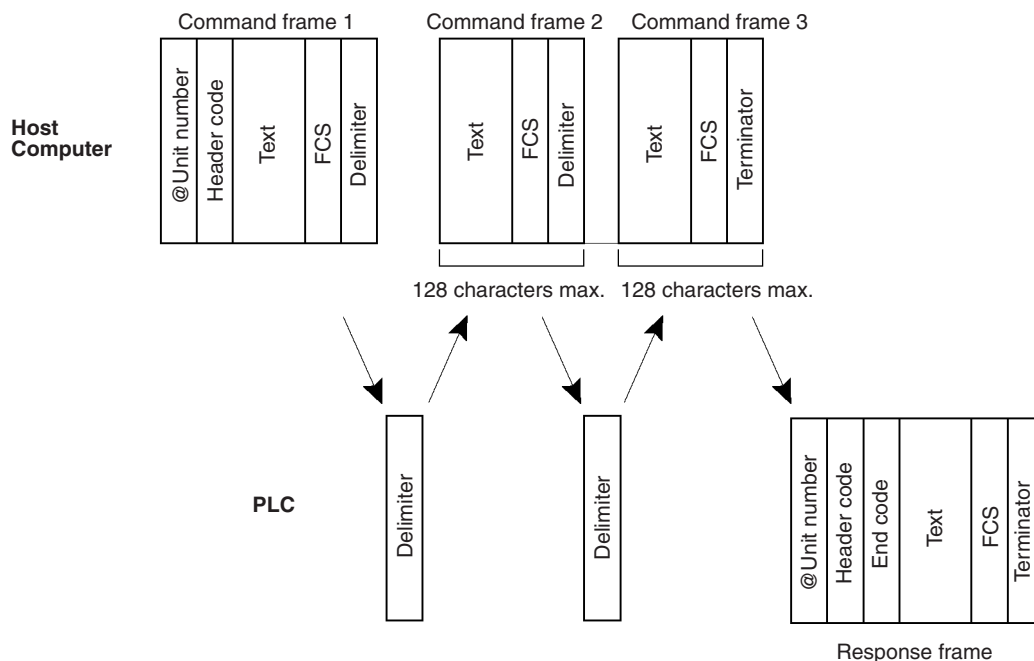 Command frame 1
Command frame 2
Command frame 3
Host
Computer
@Unit number
Header code
Text
FCS
Delimiter
Text
FCS
Delimiter
Text
FCS
Terminator
128 characters max.
128 characters max.
PLC
Delimiter
Delimiter
@Unit number
Header code
End code
Text
FCS
Terminator
Response frame